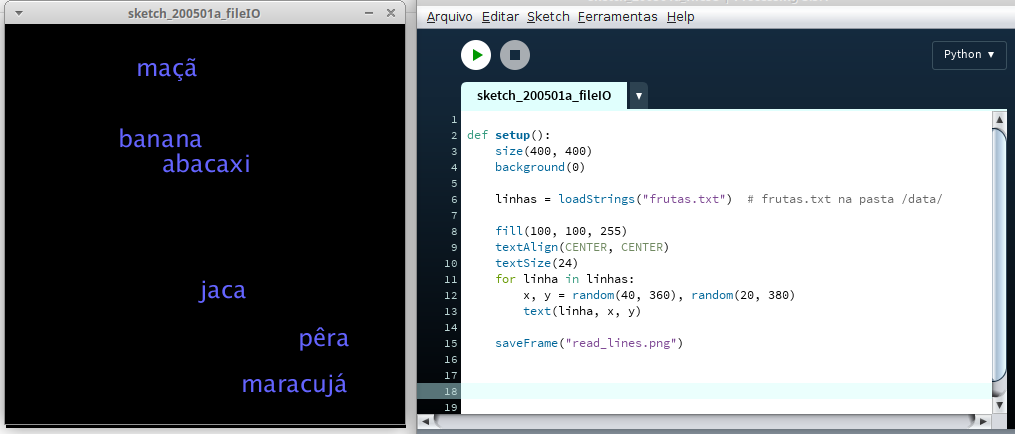 sketch_200501a_fileIO
maçã
banana
abacaxi
jaca
pêra
maracujá
Arquivo Editar Sketch Ferramentas Help
Python ▼
sketch_200501a_fileIO ▼
1
2 def setup():
3     size(400, 400)
4     background(0)
5
6     linhas = loadStrings("frutas.txt")  # frutas.txt na pasta /data/
7
8     fill(100, 100, 255)
9     textAlign(CENTER, CENTER)
10     textSize(24)
11     for linha in linhas:
12         x, y = random(40, 360), random(20, 380)
13         text(linha, x, y)
14
15     saveFrame("read_lines.png")
16
17
18
19